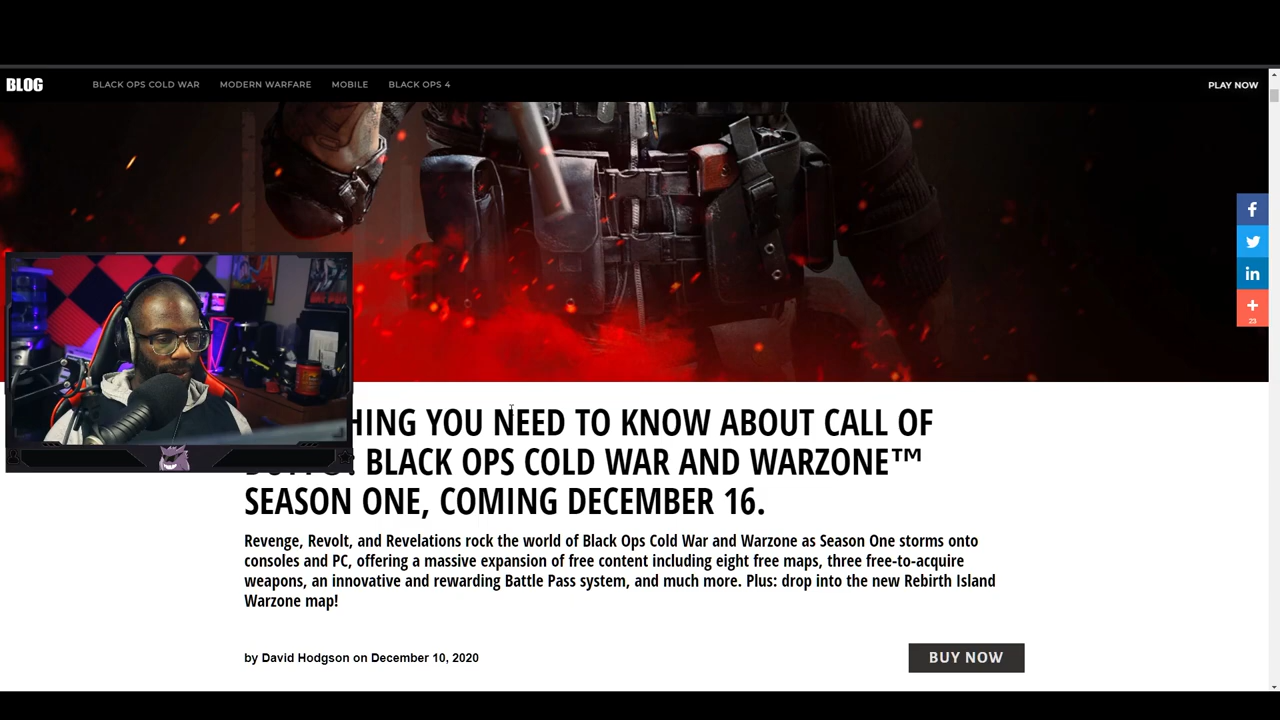 BLOG
BLACK OPS COLD WAR
MODERN WARFARE
MOBILE
BLACK OPS 4
PLAY NOW
23
HING YOU NEED TO KNOW ABOUT CALL OF
BLACK OPS COLD WAR AND WARZONE™
SEASON ONE, COMING DECEMBER 16.
Revenge, Revolt, and Revelations rock the world of Black Ops Cold War and Warzone as Season One storms onto
consoles and PC, offering a massive expansion of free content including eight free maps, three free-to-acquire
weapons, an innovative and rewarding Battle Pass system, and much more. Plus: drop into the new Rebirth Island
Warzone map!
by David Hodgson on December 10, 2020
BUY NOW